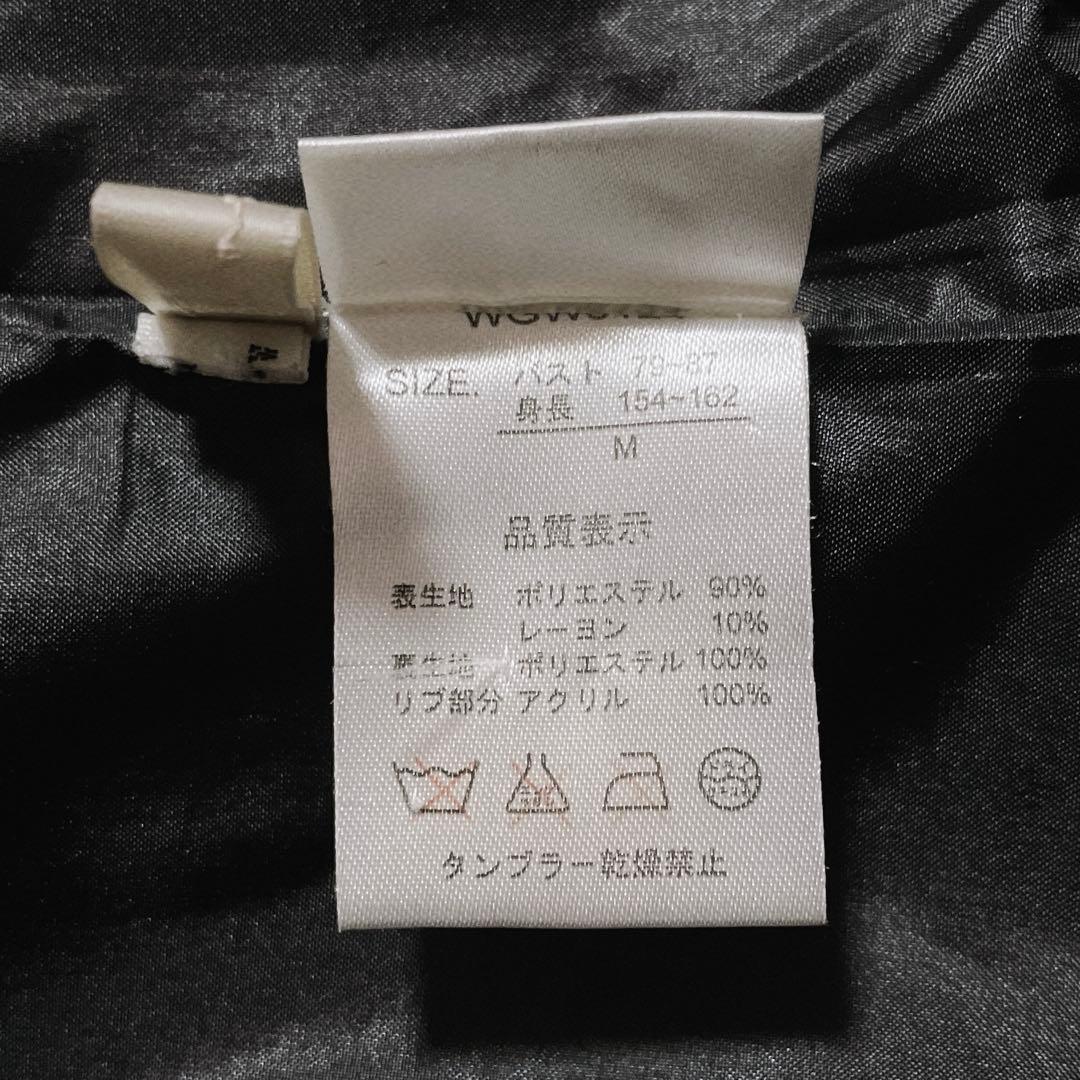 SIZE. バスト 79~87
身長 154~162
M
品質表示
表生地 ポリエステル 90%
レーヨン 10%
裏生地 ポリエステル 100%
リブ部分 アクリル 100%
タンブラー乾燥禁止